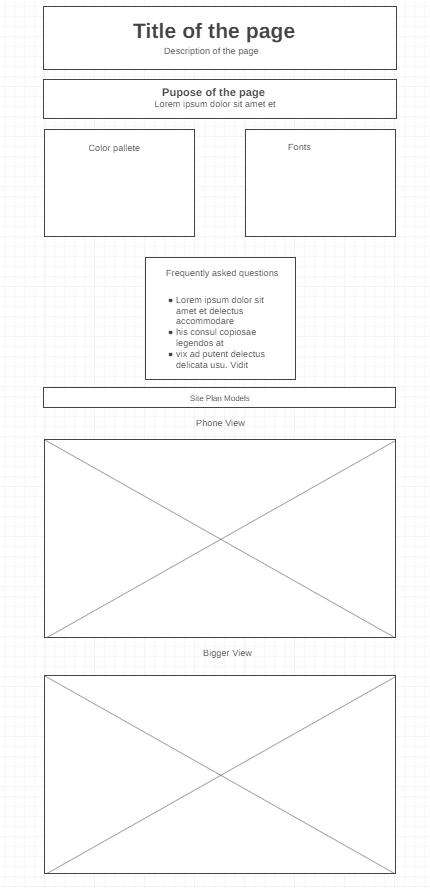 Title of the page
Description of the page
Pupose of the page
Lorem ipsum dolor sit amet et
Color pallete
Fonts
Frequently asked questions
● Lorem ipsum dolor sit
amet et delectus
accommodare
● his consul copiosae
legendos at
● vix ad putent delectus
delicata usu. Vidit
Site Plan Models
Phone View
Bigger View